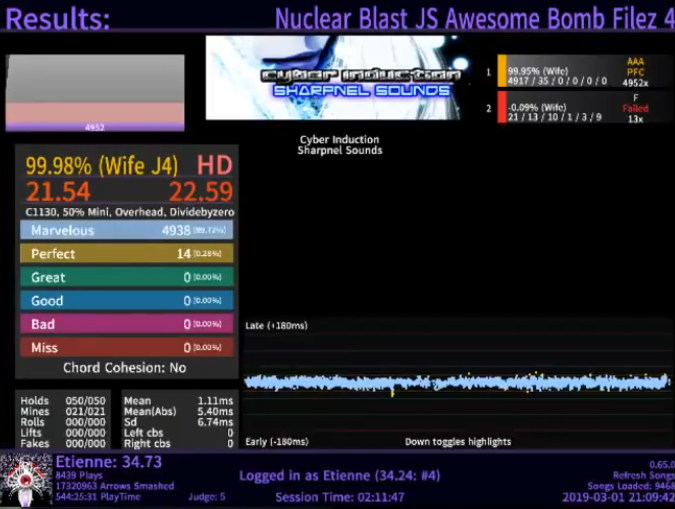 Results:
Nuclear Blast JS Awesome Bomb Filez 4
4952
CYBER INDUCTION
SHARPNEL SOUNDS
1 99.95% (Wife) AAA
PFC
4917 / 35 / 0 / 0 / 0 / 0 4952x
2 -0.09% (Wife) F
Failed
21 / 13 / 10 / 1 / 3 / 9 13x
Cyber Induction
Sharpnel Sounds
99.98% (Wife J4) HD
21.54 22.59
C1130, 50% Mini, Overhead, Dividebyzero
Marvelous 4938 (99.72%)
Perfect 14 (0.28%)
Great 0 (0.00%)
Good 0 (0.00%)
Bad 0 (0.00%)
Miss 0 (0.00%)
Chord Cohesion: No
Late (+180ms)
Early (-180ms)
Down toggles highlights
Holds 050/050
Mines 021/021
Rolls 000/000
Lifts 000/000
Fakes 000/000
Mean 1.11ms
Mean(Abs) 5.40ms
Sd 6.74ms
Left cbs 0
Right cbs 0
Etienne: 34.73
8439 Plays
17320963 Arrows Smashed
544:25:31 PlayTime
Judge: 5
Logged in as Etienne (34.24: #4)
Session Time: 02:11:47
0.65.0
Refresh Songs
Songs Loaded: 9468
2019-03-01 21:09:42